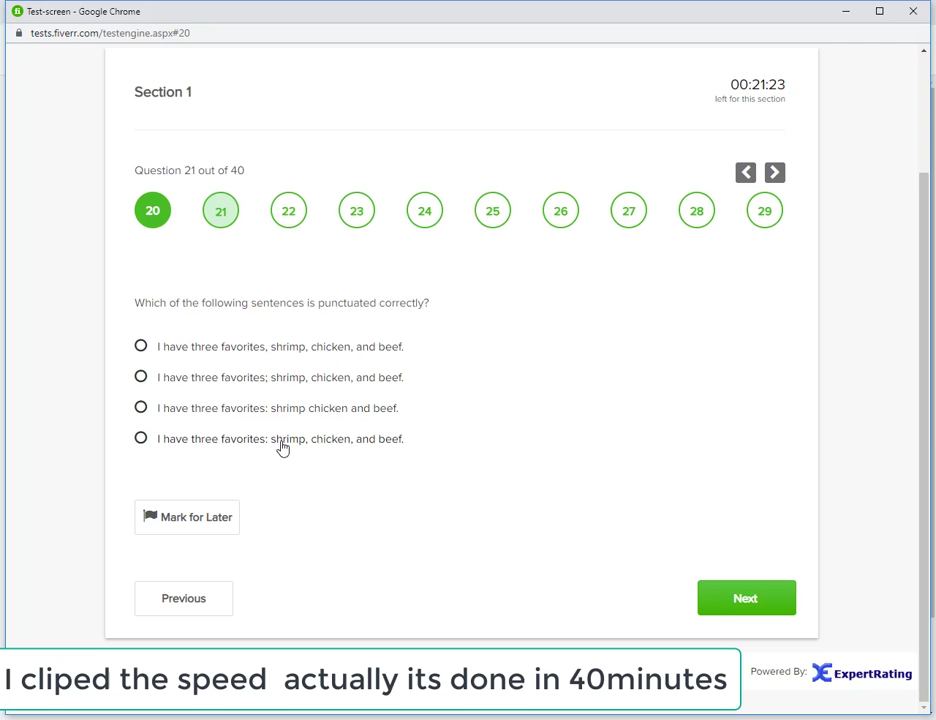 Test-screen - Google Chrome
tests.fiverr.com/testengine.aspx#20
Section 1
00:21:23
left for this section
Question 21 out of 40
20 21 22 23 24 25 26 27 28 29
Which of the following sentences is punctuated correctly?
I have three favorites, shrimp, chicken, and beef.
I have three favorites; shrimp, chicken, and beef.
I have three favorites: shrimp chicken and beef.
I have three favorites: shrimp, chicken, and beef.
Mark for Later
Previous
Next
I cliped the speed actually its done in 40minutes
Powered By: ExpertRating